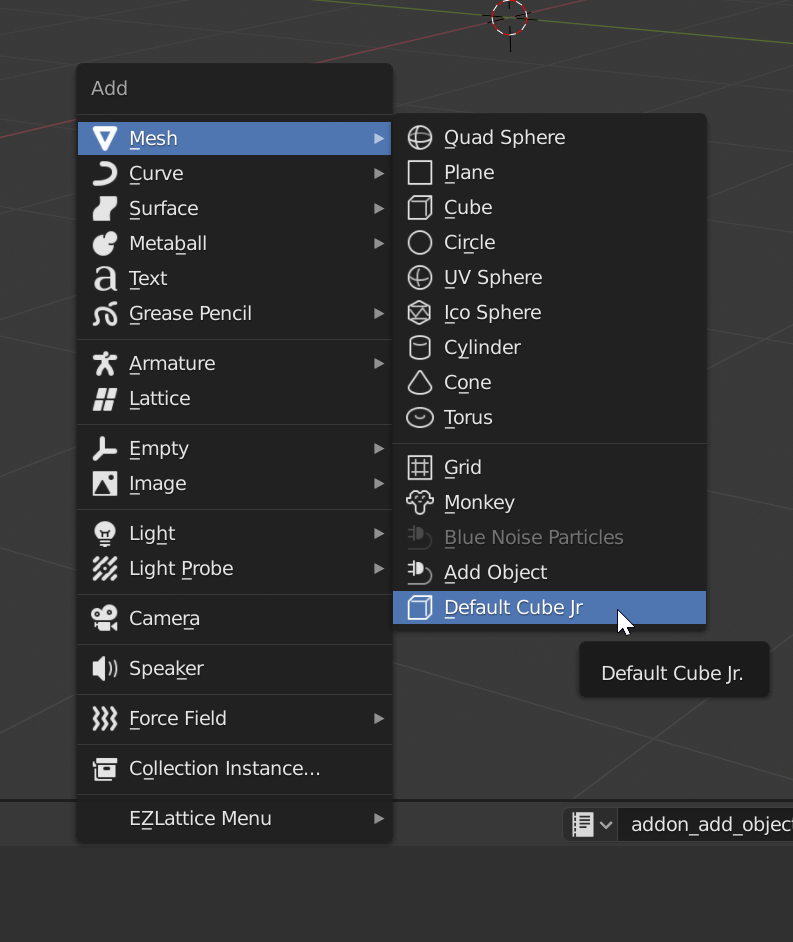 Add
Mesh
Curve
Surface
Metaball
Text
Grease Pencil
Armature
Lattice
Empty
Image
Light
Light Probe
Camera
Speaker
Force Field
Collection Instance...
EZLattice Menu
Quad Sphere
Plane
Cube
Circle
UV Sphere
Ico Sphere
Cylinder
Cone
Torus
Grid
Monkey
Blue Noise Particles
Add Object
Default Cube Jr
Default Cube Jr.
addon_add_object